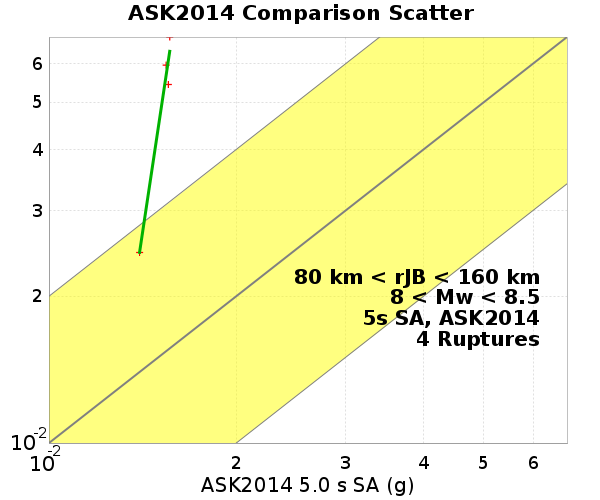 ASK2014 Comparison Scatter
6
5
4
3
2
10-2
80 km < rJB < 160 km
8 < Mw < 8.5
5s SA, ASK2014
4 Ruptures
10-2 2 3 4 5 6
ASK2014 5.0 s SA (g)